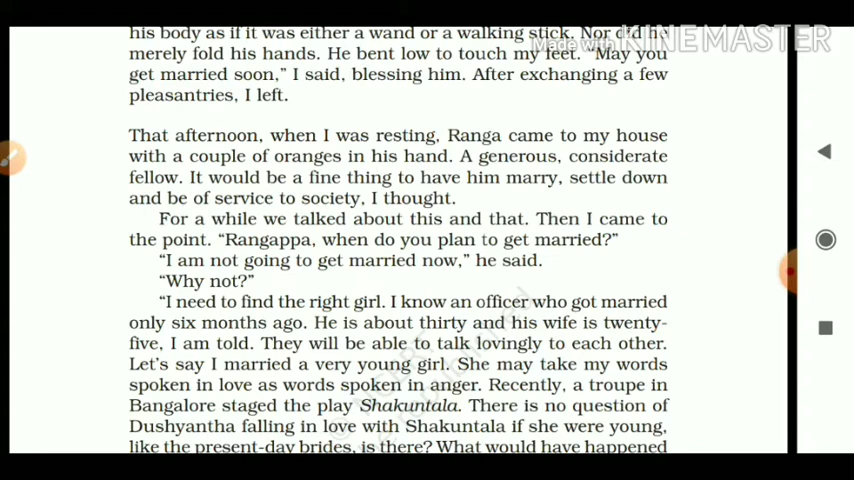 his body as if it was either a wand or a walking stick. Nor did he
Made with KINEMASTER
merely fold his hands. He bent low to touch my feet. “May you
get married soon,” I said, blessing him. After exchanging a few
pleasantries, I left.
That afternoon, when I was resting, Ranga came to my house
with a couple of oranges in his hand. A generous, considerate
fellow. It would be a fine thing to have him marry, settle down
and be of service to society, I thought.
For a while we talked about this and that. Then I came to
the point. “Rangappa, when do you plan to get married?”
“I am not going to get married now,” he said.
“Why not?”
“I need to find the right girl. I know an officer who got married
only six months ago. He is about thirty and his wife is twenty-
five, I am told. They will be able to talk lovingly to each other.
Let’s say I married a very young girl. She may take my words
spoken in love as words spoken in anger. Recently, a troupe in
Bangalore staged the play Shakuntala. There is no question of
Dushyantha falling in love with Shakuntala if she were young,
like the present-day brides, is there? What would have happened
© NCERT
be republished